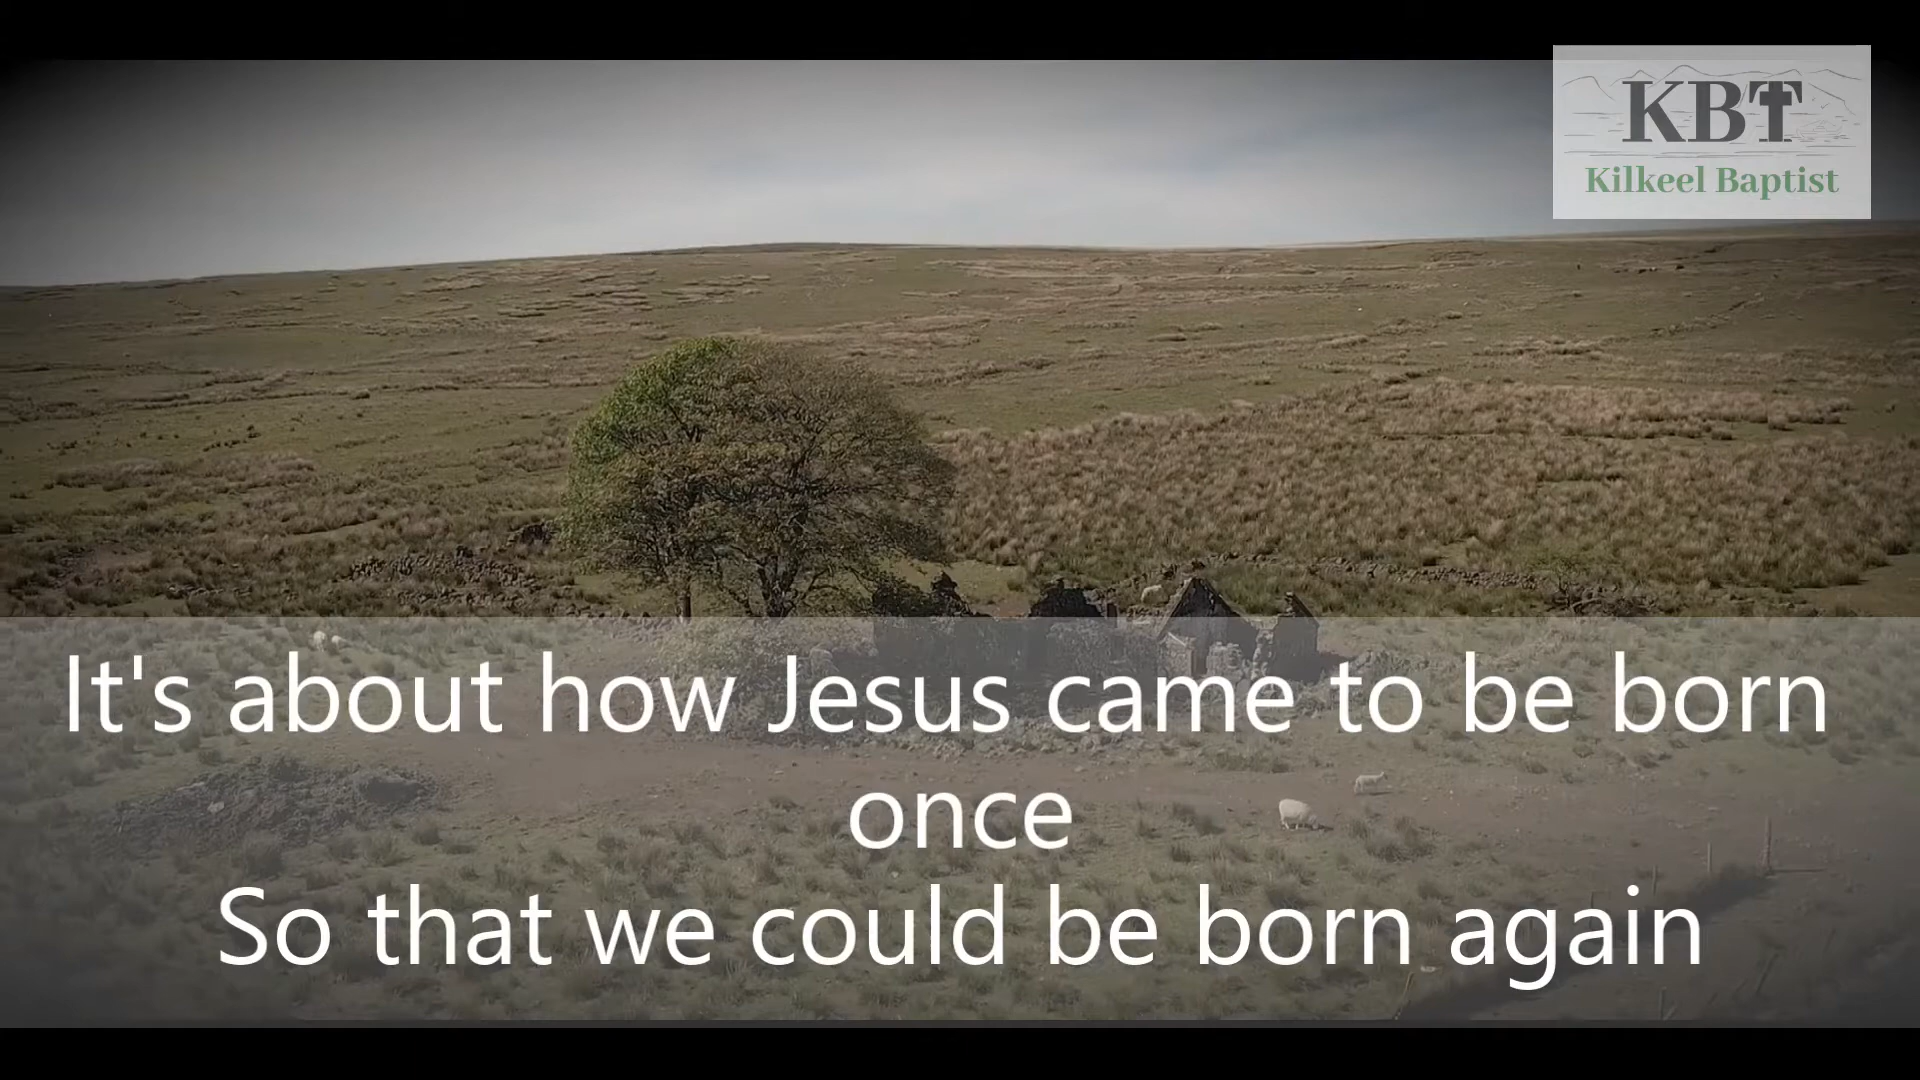 KBT
Kilkeel Baptist
It's about how Jesus came to be born
once
So that we could be born again